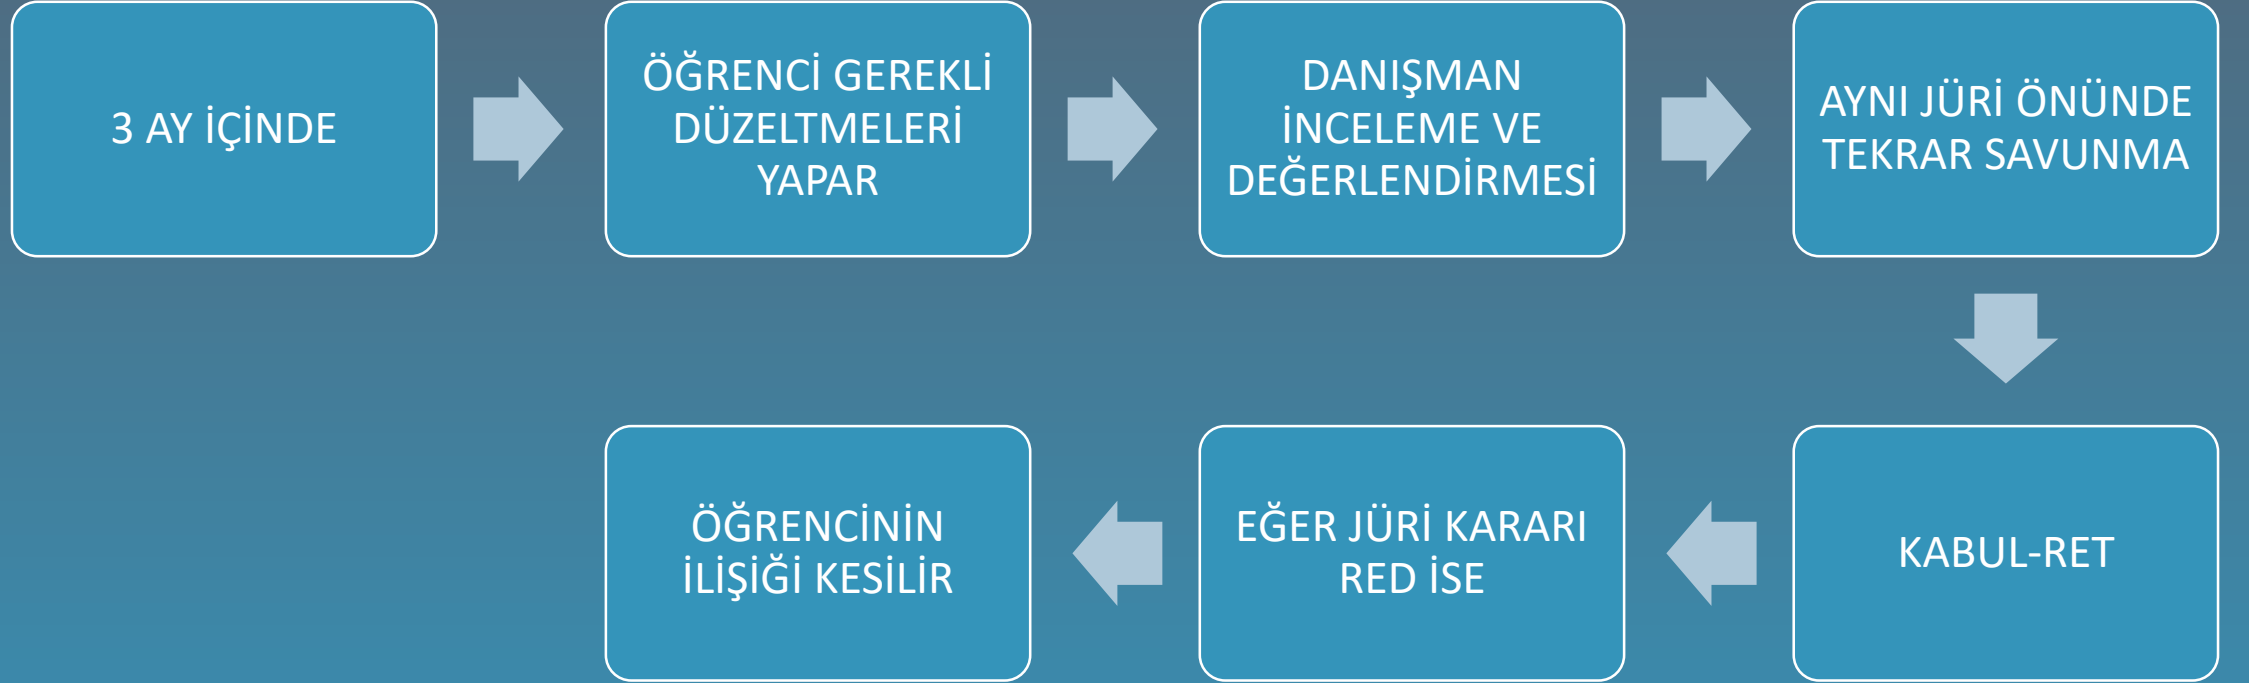 3 AY İÇİNDE
ÖĞRENCİ GEREKLİ
DÜZELTMELERİ
YAPAR
DANIŞMAN
İNCELEME VE
DEĞERLENDİRMESİ
AYNI JÜRİ ÖNÜNDE
TEKRAR SAVUNMA
KABUL-RET
EĞER JÜRİ KARARI
RED İSE
ÖĞRENCİNİN
İLİŞİĞİ KESİLİR